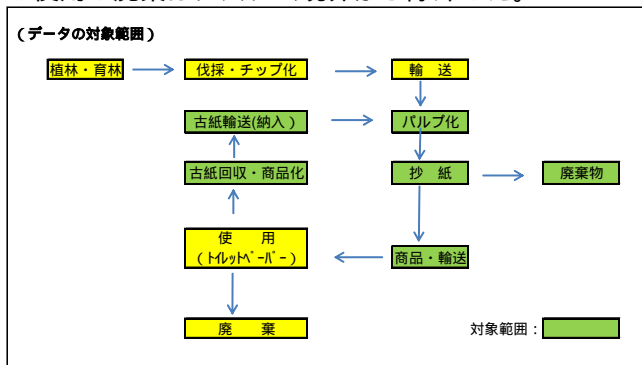 (データの対象範囲)
植林・育林
伐採・チップ化
輸 送
古紙輸送(納入)
パルプ化
古紙回収・商品化
抄 紙
廃棄物
使 用
(トイレットペーパー)
商品・輸送
廃 棄
対象範囲: